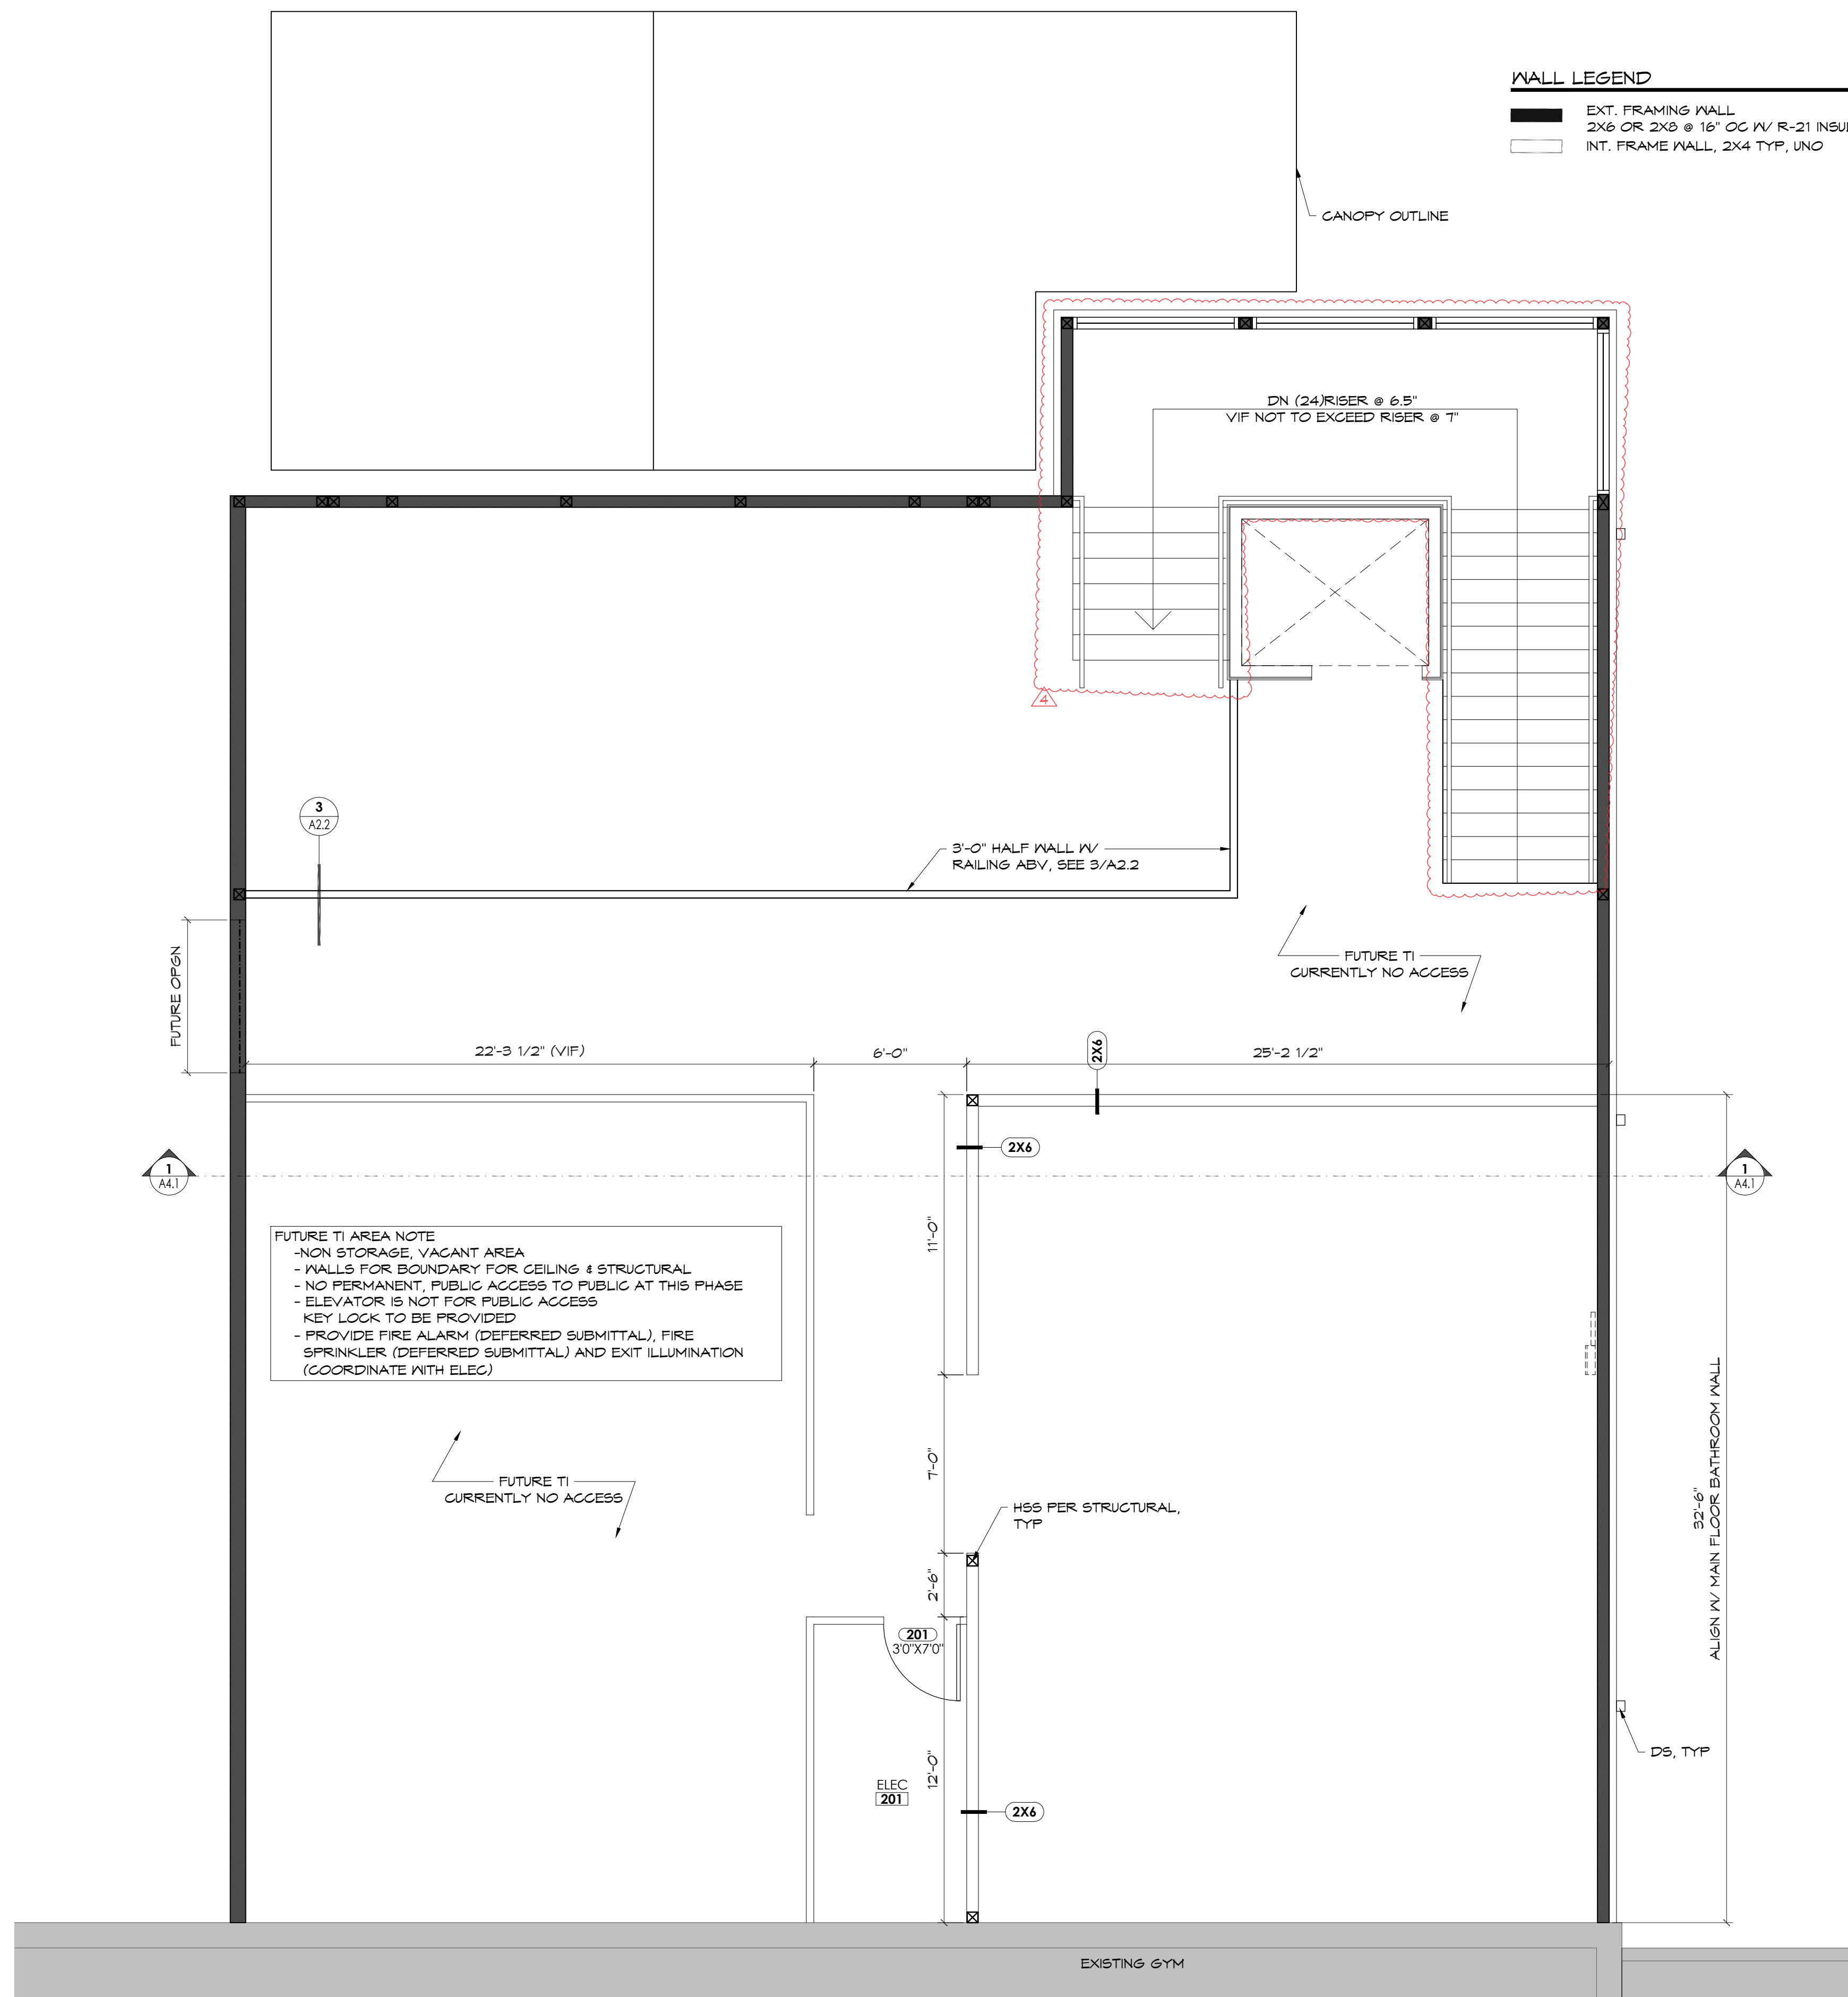 WALL LEGEND
EXT. FRAMING WALL
2X6 OR 2X8 @ 16" OC W/ R-21
INT. FRAME WALL, 2X4 TYP, UNO
CANOPY OUTLINE
DN (24)RISER @ 6.5"
VIF NOT TO EXCEED RISER @ 7"
4
3
A2.2
3'-0" HALF WALL W/
RAILING ABV, SEE 3/A2.2
FUTURE OPGN
FUTURE TI
CURRENTLY NO ACCESS
22'-3 1/2" (VIF)
6'-0"
2X6
25'-2 1/2"
2X6
1
A4.1
1
A4.1
11'-0"
FUTURE TI AREA NOTE
-NON STORAGE, VACANT AREA
- WALLS FOR BOUNDARY FOR CEILING & STRUCTURAL
- NO PERMANENT, PUBLIC ACCESS TO PUBLIC AT THIS PHASE
- ELEVATOR IS NOT FOR PUBLIC ACCESS
KEY LOCK TO BE PROVIDED
- PROVIDE FIRE ALARM (DEFERRED SUBMITTAL), FIRE
SPRINKLER (DEFERRED SUBMITTAL) AND EXIT ILLUMINATION
(COORDINATE WITH ELEC)
7'-0"
FUTURE TI
CURRENTLY NO ACCESS
HSS PER STRUCTURAL,
TYP
32'-6"
ALIGN W/ MAIN FLOOR BATHROOM WALL
2'-6"
201
3'0"X7'0"
12'-0"
DS, TYP
ELEC
201
2X6
EXISTING GYM